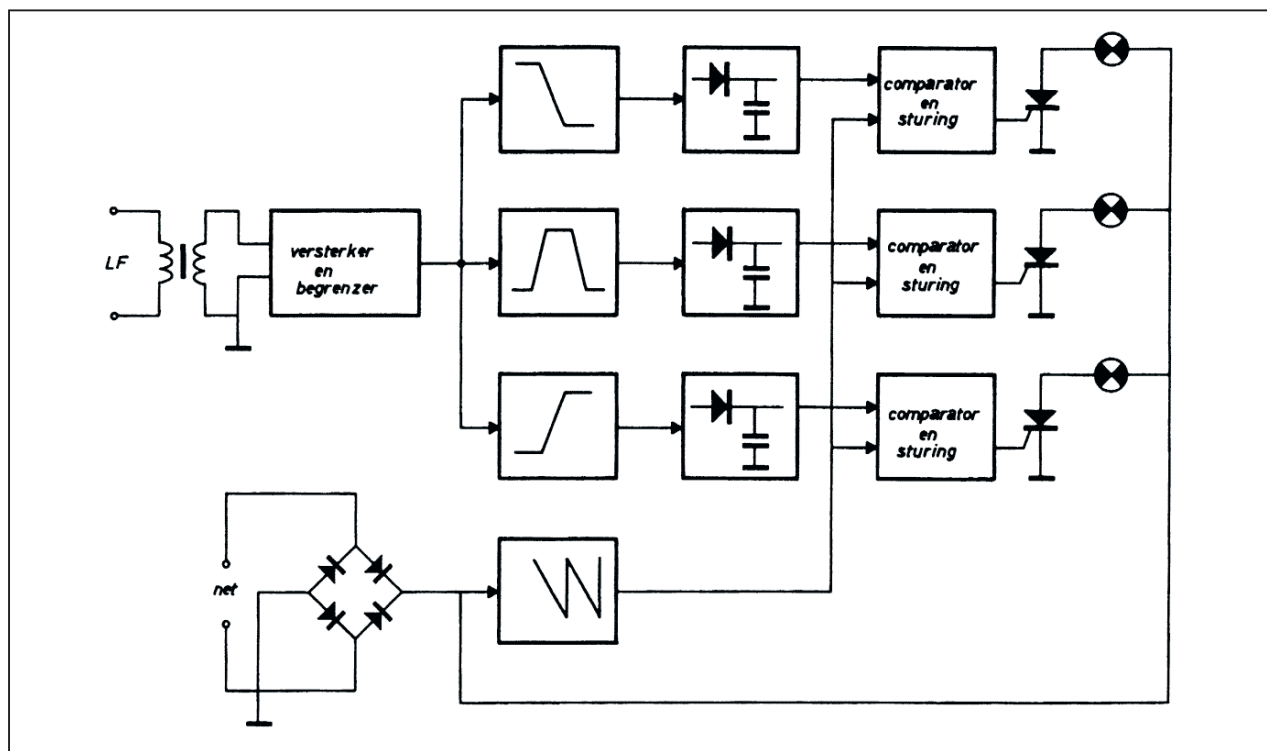 comparator
en
sturing
LF
versterker
en
begrenzer
comparator
en
sturing
comparator
en
sturing
net